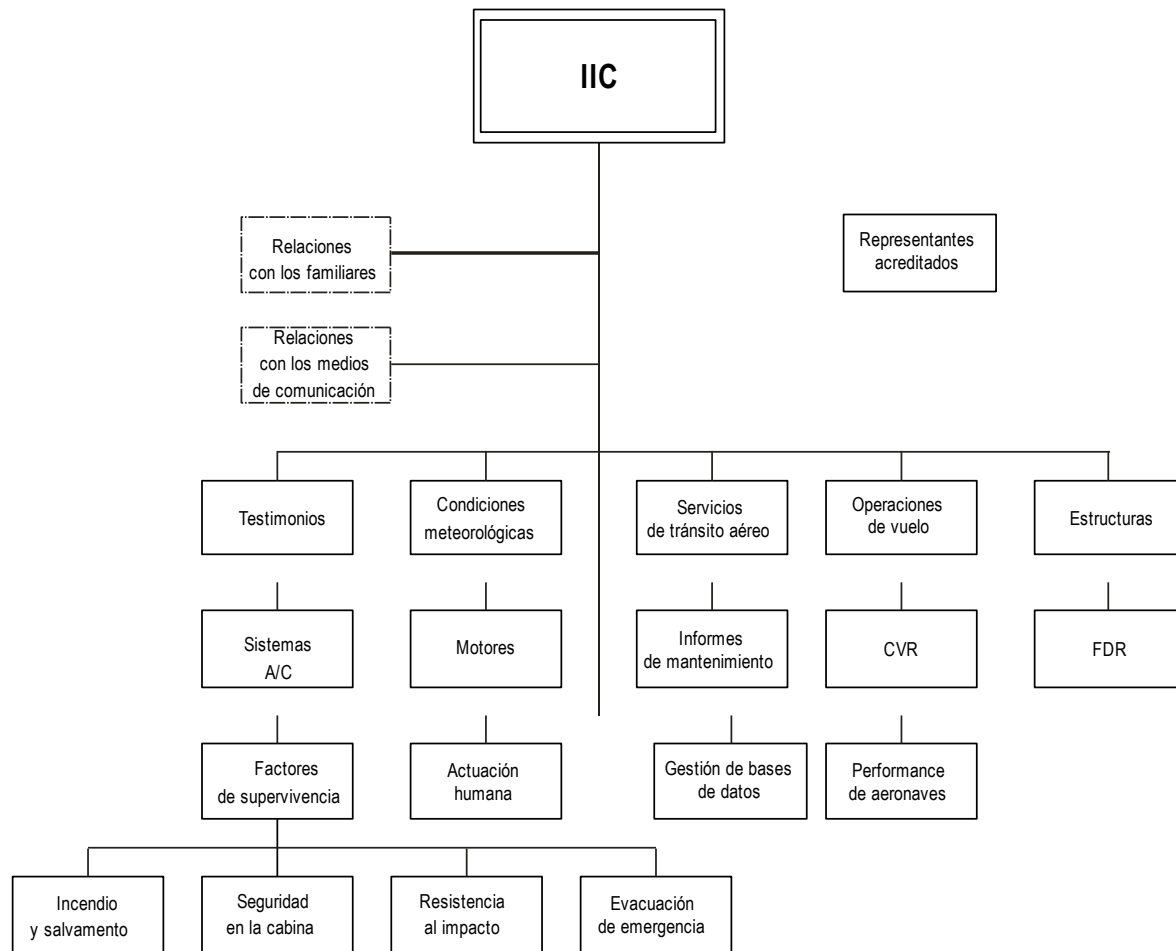 IIC
Relaciones
con los familiares
Representantes
acreditados
Relaciones
con los medios
de comunicación
Testimonios
Condiciones
meteorológicas
Servicios
de tránsito aéreo
Operaciones
de vuelo
Estructuras
Sistemas
A/C
Motores
Informes
de mantenimiento
CVR
FDR
Factores
de supervivencia
Actuación
humana
Gestión de bases
de datos
Performance
de aeronaves
Incendio
y salvamento
Seguridad
en la cabina
Resistencia
al impacto
Evacuación
de emergencia